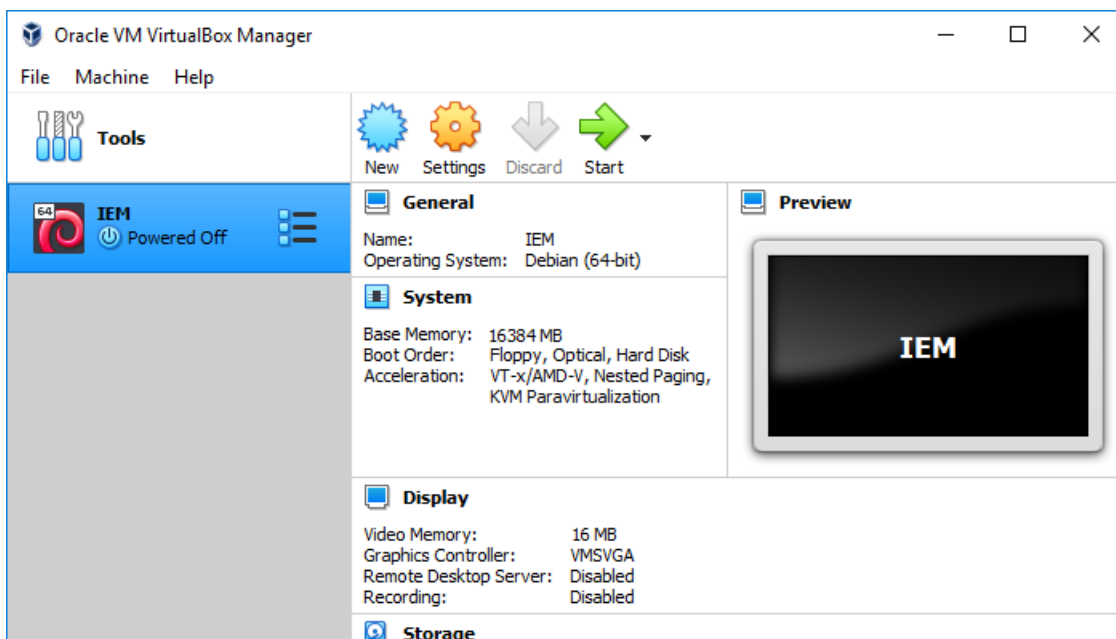 Oracle VM VirtualBox Manager
File Machine Help
Tools
New Settings Discard Start
64
IEM
Powered Off
General
Name: IEM
Operating System: Debian (64-bit)
System
Base Memory: 16384 MB
Boot Order: Floppy, Optical, Hard Disk
Acceleration: VT-x/AMD-V, Nested Paging,
KVM Paravirtualization
Preview
IEM
Display
Video Memory: 16 MB
Graphics Controller: VMSVGA
Remote Desktop Server: Disabled
Recording: Disabled
Storage